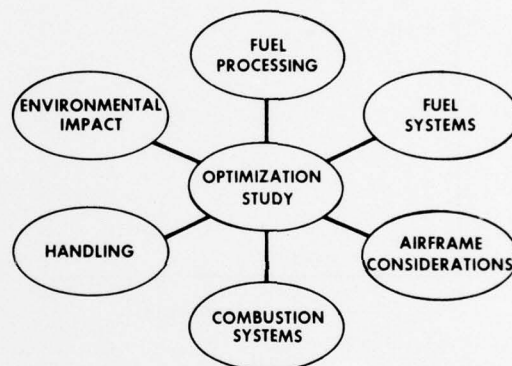 FUEL
PROCESSING
ENVIRONMENTAL
IMPACT
FUEL
SYSTEMS
OPTIMIZATION
STUDY
HANDLING
AIRFRAME
CONSIDERATIONS
COMBUSTION
SYSTEMS